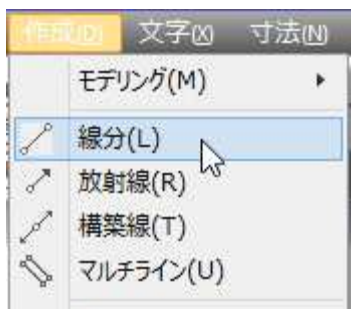 作成(D) 文字(X) 寸法(N)
モデリング(M)
線分(L)
放射線(R)
構築線(T)
マルチライン(U)